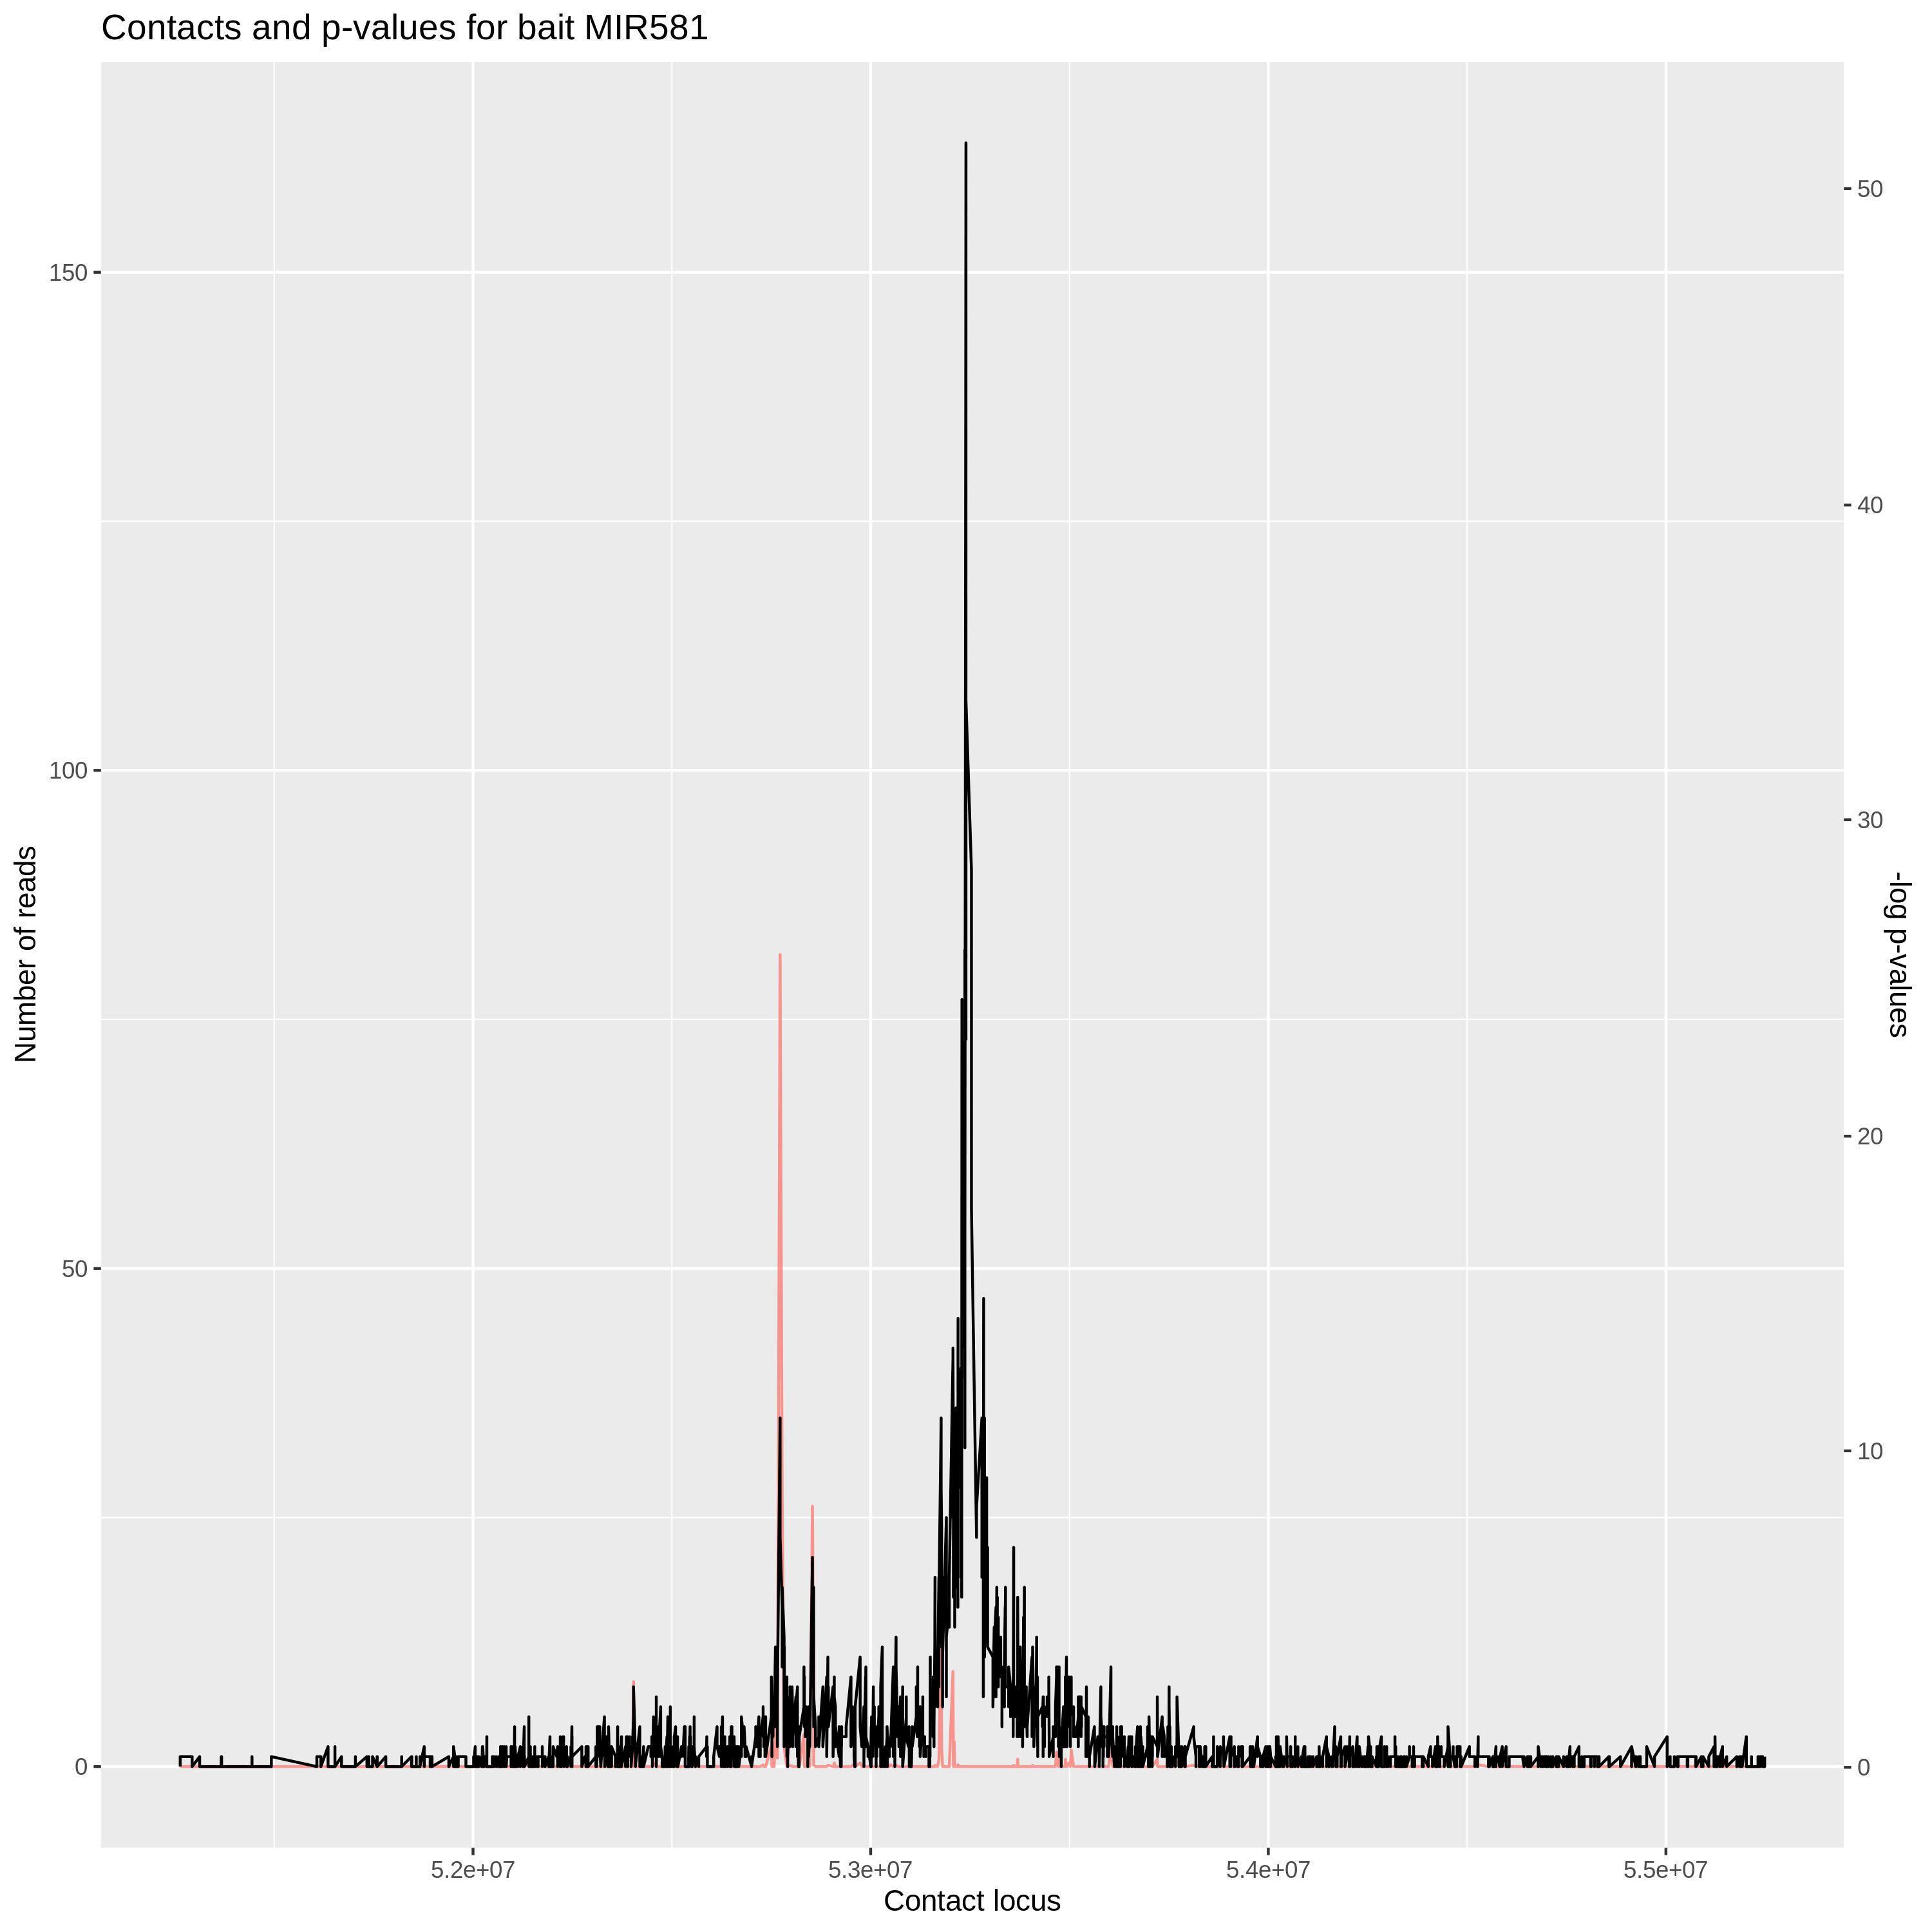 Contacts and p-values for bait MIR581
Number of reads
150
100
50
0
50
40
30
20
10
0
-log p-values
5.2e+07
5.3e+07
5.4e+07
5.5e+07
Contact locus